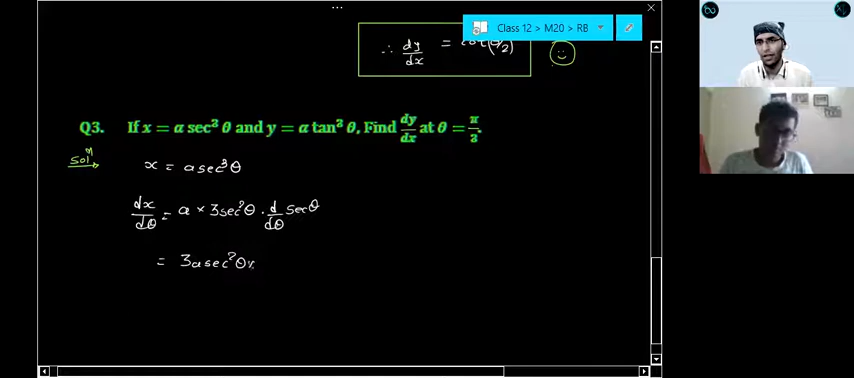 Class 12 > M20 > RB
∴ dy/dx = cot(θ/2)
Q3. If x = a sec³ θ and y = a tan³ θ, Find dy/dx at θ = π/3.
Solⁿ x = a sec³θ
dx/dθ = a × 3sec²θ · d/dθ secθ
= 3a sec²θ×